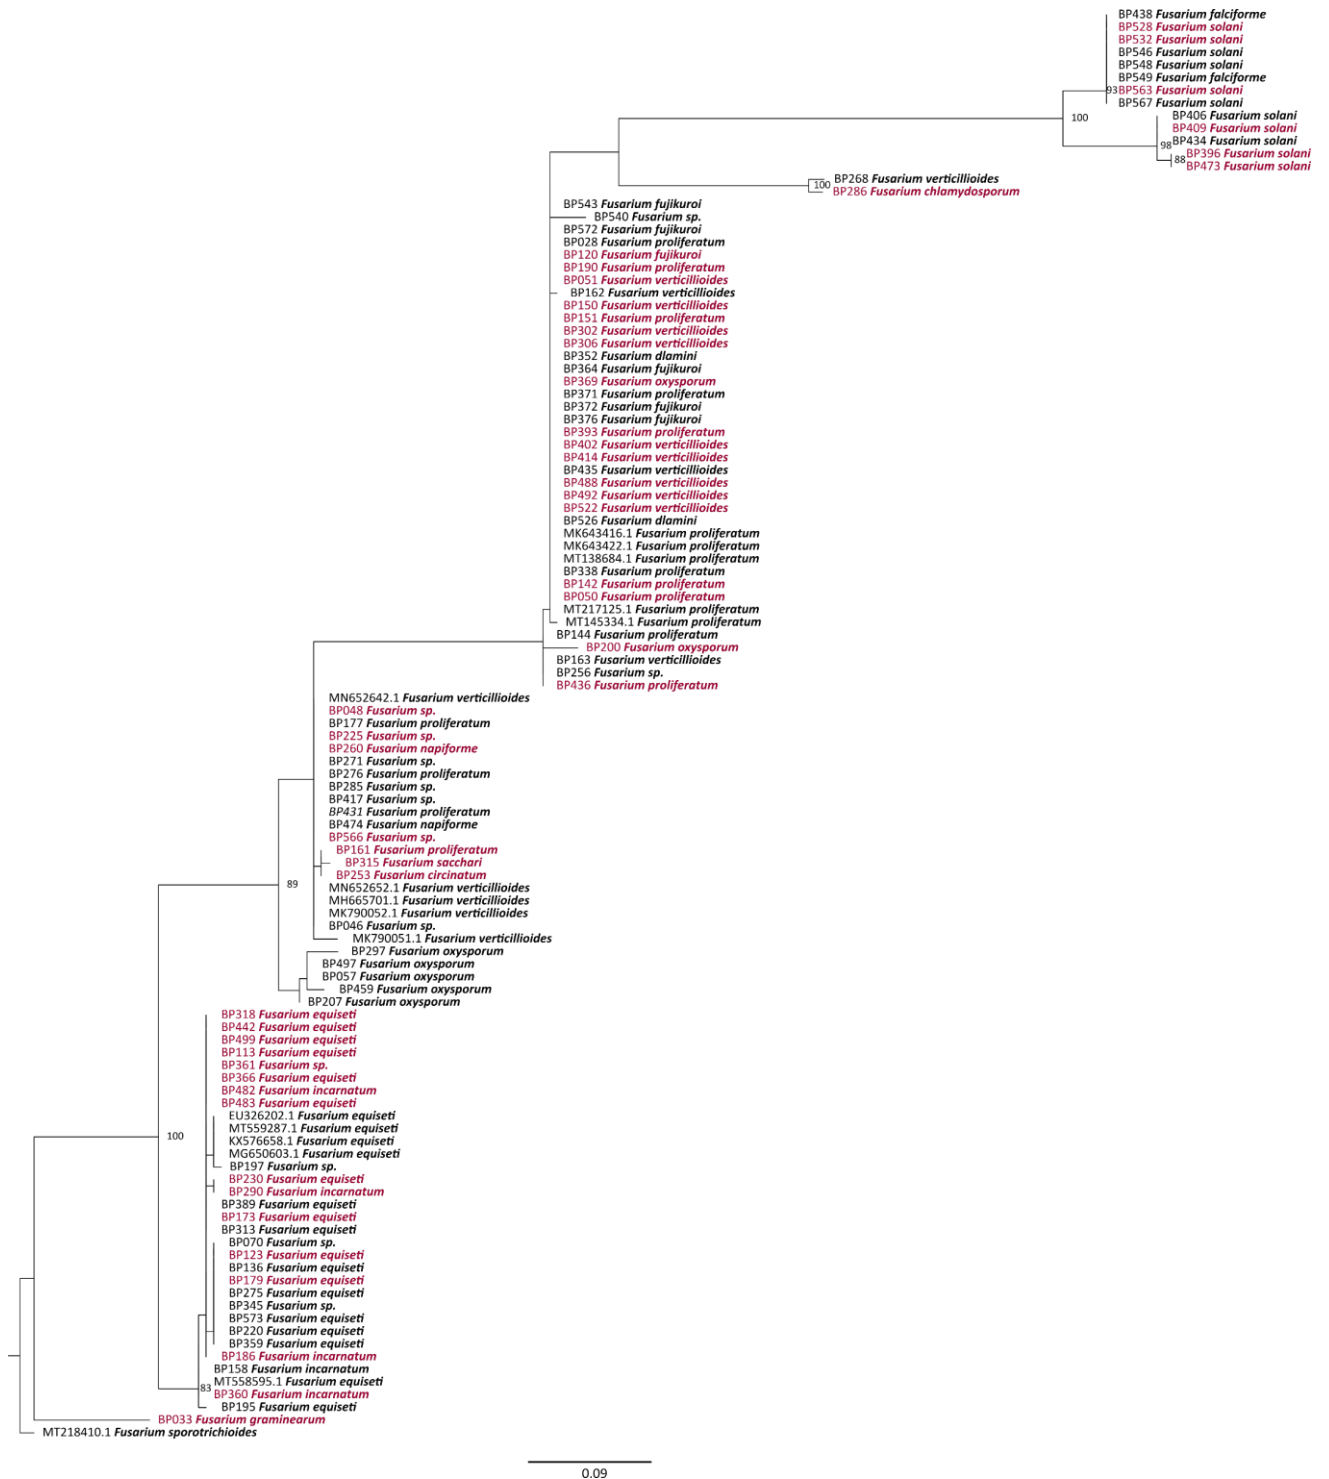 BP438 Fusarium falciforme
BP528 Fusarium solani
BP532 Fusarium solani
BP546 Fusarium solani
BP548 Fusarium solani
BP549 Fusarium falciforme
93 BP563 Fusarium solani
BP567 Fusarium solani
BP406 Fusarium solani
100
BP409 Fusarium solani
98 BP434 Fusarium solani
BP396 Fusarium solani
88
BP473 Fusarium solani
BP268 Fusarium verticillioides
100
BP286 Fusarium chlamydosporum
BP543 Fusarium fujikuroi
BP540 Fusarium sp.
BP572 Fusarium fujikuroi
BP028 Fusarium proliferatum
BP120 Fusarium fujikuroi
BP190 Fusarium proliferatum
BP051 Fusarium verticillioides
BP162 Fusarium verticillioides
BP150 Fusarium verticillioides
BP151 Fusarium proliferatum
BP302 Fusarium verticillioides
BP306 Fusarium verticillioides
BP352 Fusarium dlamini
BP364 Fusarium fujikuroi
BP369 Fusarium oxysporum
BP371 Fusarium proliferatum
BP372 Fusarium fujikuroi
BP376 Fusarium fujikuroi
BP393 Fusarium proliferatum
BP402 Fusarium verticillioides
BP414 Fusarium verticillioides
BP435 Fusarium verticillioides
BP488 Fusarium verticillioides
BP492 Fusarium verticillioides
BP522 Fusarium verticillioides
BP526 Fusarium dlamini
MK643416.1 Fusarium proliferatum
MK643422.1 Fusarium proliferatum
MT138684.1 Fusarium proliferatum
BP338 Fusarium proliferatum
BP142 Fusarium proliferatum
BP050 Fusarium proliferatum
MT217125.1 Fusarium proliferatum
MT145334.1 Fusarium proliferatum
BP144 Fusarium proliferatum
BP200 Fusarium oxysporum
BP163 Fusarium verticillioides
BP256 Fusarium sp.
BP436 Fusarium proliferatum
MN652642.1 Fusarium verticillioides
BP048 Fusarium sp.
BP177 Fusarium proliferatum
BP225 Fusarium sp.
BP260 Fusarium napiforme
BP271 Fusarium sp.
BP276 Fusarium proliferatum
BP285 Fusarium sp.
BP417 Fusarium sp.
BP431 Fusarium proliferatum
BP474 Fusarium napiforme
BP566 Fusarium sp.
BP161 Fusarium proliferatum
BP315 Fusarium sacchari
BP253 Fusarium circinatum
89
MN652652.1 Fusarium verticillioides
MH665701.1 Fusarium verticillioides
MK790052.1 Fusarium verticillioides
BP046 Fusarium sp.
MK790051.1 Fusarium verticillioides
BP297 Fusarium oxysporum
BP497 Fusarium oxysporum
BP057 Fusarium oxysporum
BP459 Fusarium oxysporum
BP207 Fusarium oxysporum
BP318 Fusarium equiseti
BP442 Fusarium equiseti
BP499 Fusarium equiseti
BP113 Fusarium equiseti
BP361 Fusarium sp.
BP366 Fusarium equiseti
BP482 Fusarium incarnatum
BP483 Fusarium equiseti
EU326202.1 Fusarium equiseti
MT559287.1 Fusarium equiseti
100
KX576658.1 Fusarium equiseti
MG650603.1 Fusarium equiseti
BP197 Fusarium sp.
BP230 Fusarium equiseti
BP290 Fusarium incarnatum
BP389 Fusarium equiseti
BP173 Fusarium equiseti
BP313 Fusarium equiseti
BP070 Fusarium sp.
BP123 Fusarium equiseti
BP136 Fusarium equiseti
BP179 Fusarium equiseti
BP275 Fusarium equiseti
BP345 Fusarium sp.
BP573 Fusarium equiseti
BP220 Fusarium equiseti
BP359 Fusarium equiseti
BP186 Fusarium incarnatum
BP158 Fusarium incarnatum
MT558595.1 Fusarium equiseti
83
BP360 Fusarium incarnatum
BP195 Fusarium equiseti
BP033 Fusarium graminearum
MT218410.1 Fusarium sporotrichioides
0.09